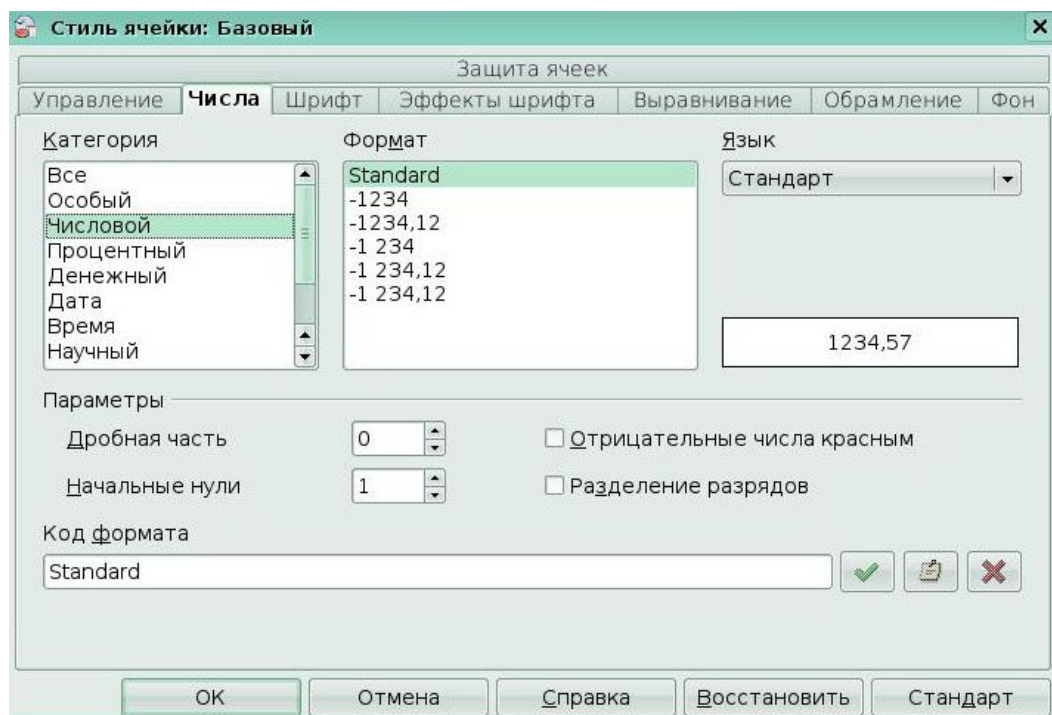 Стиль ячейки: Базовый
Защита ячеек
Управление Числа Шрифт Эффекты шрифта Выравнивание Обрамление Фон
Категория
Все
Особый
Числовой
Процентный
Денежный
Дата
Время
Научный
Формат
Standard
-1234
-1234,12
-1 234
-1 234,12
-1 234,12
Язык
Стандарт
1234,57
Параметры
Дробная часть 0
Отрицательные числа красным
Начальные нули 1
Разделение разрядов
Код формата
Standard
OK Отмена Справка Восстановить Стандарт